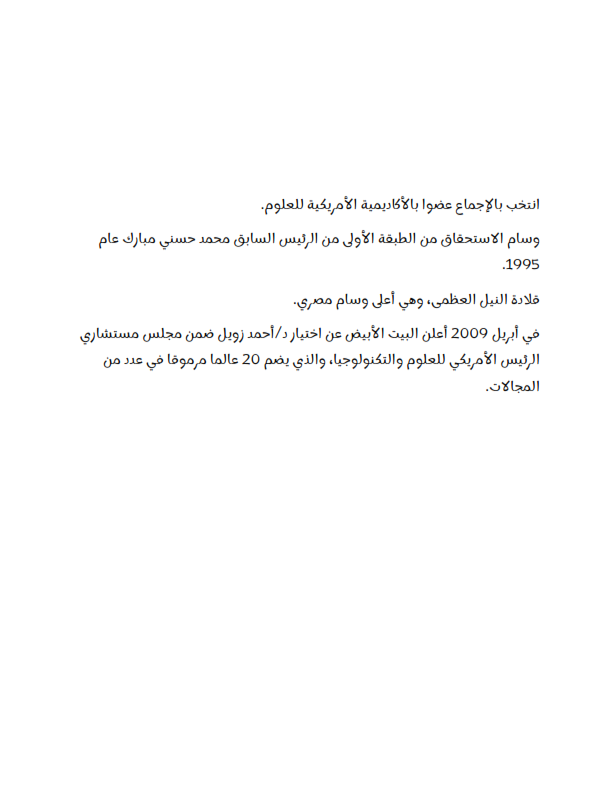 انتخب بالإجماع عضوا بالأكاديمية الأمريكية للعلوم.
وسام الاستحقاق من الطبقة الأولى من الرئيس السابق محمد حسني مبارك عام
1995.
قلادة النيل العظمى، وهي أعلى وسام مصري.
في أبريل 2009 أعلن البيت الأبيض عن اختيار د/أحمد زويل ضمن مجلس مستشاري
الرئيس الأمريكي للعلوم والتكنولوجيا، والذي يضم 20 عالما مرموقا في عدد من
المجالات.